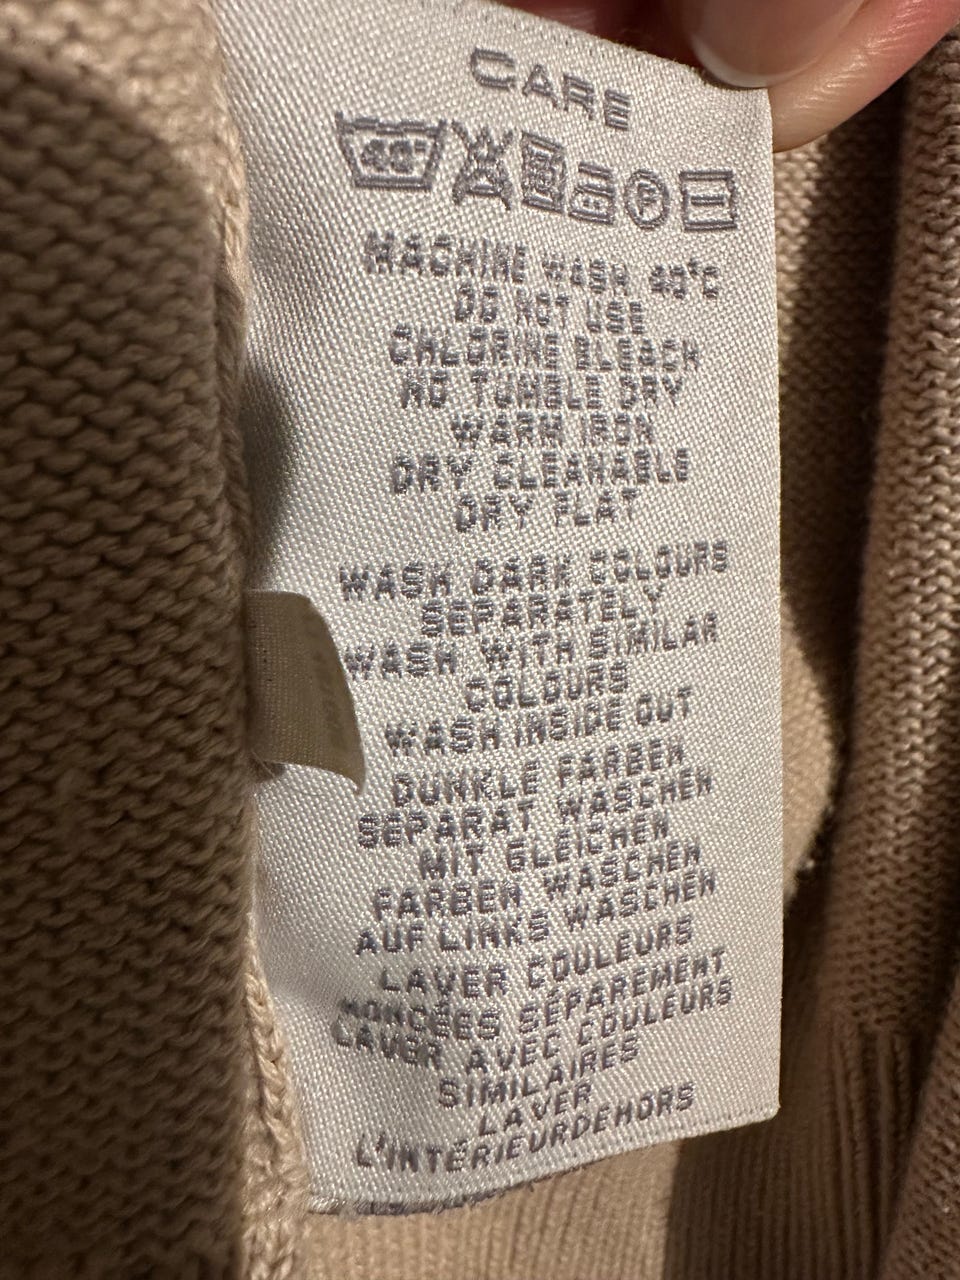 CARE
40°
P
MACHINE WASH 40°C
DO NOT USE
CHLORINE BLEACH
NO TUMBLE DRY
WARM IRON
DRY CLEANABLE
DRY FLAT
WASH DARK COLOURS
SEPARATELY
WASH WITH SIMILAR
COLOURS
WASH INSIDE OUT
DUNKLE FARBEN
SEPARAT WASCHEN
MIT GLEICHEN
FARBEN WASCHEN
AUF LINKS WASCHEN
LAVER COULEURS
SÉPAREMENT
LAVER AVEC COULEURS
SIMILAIRES
LAVER
L'INTÉRIEURDEHORS